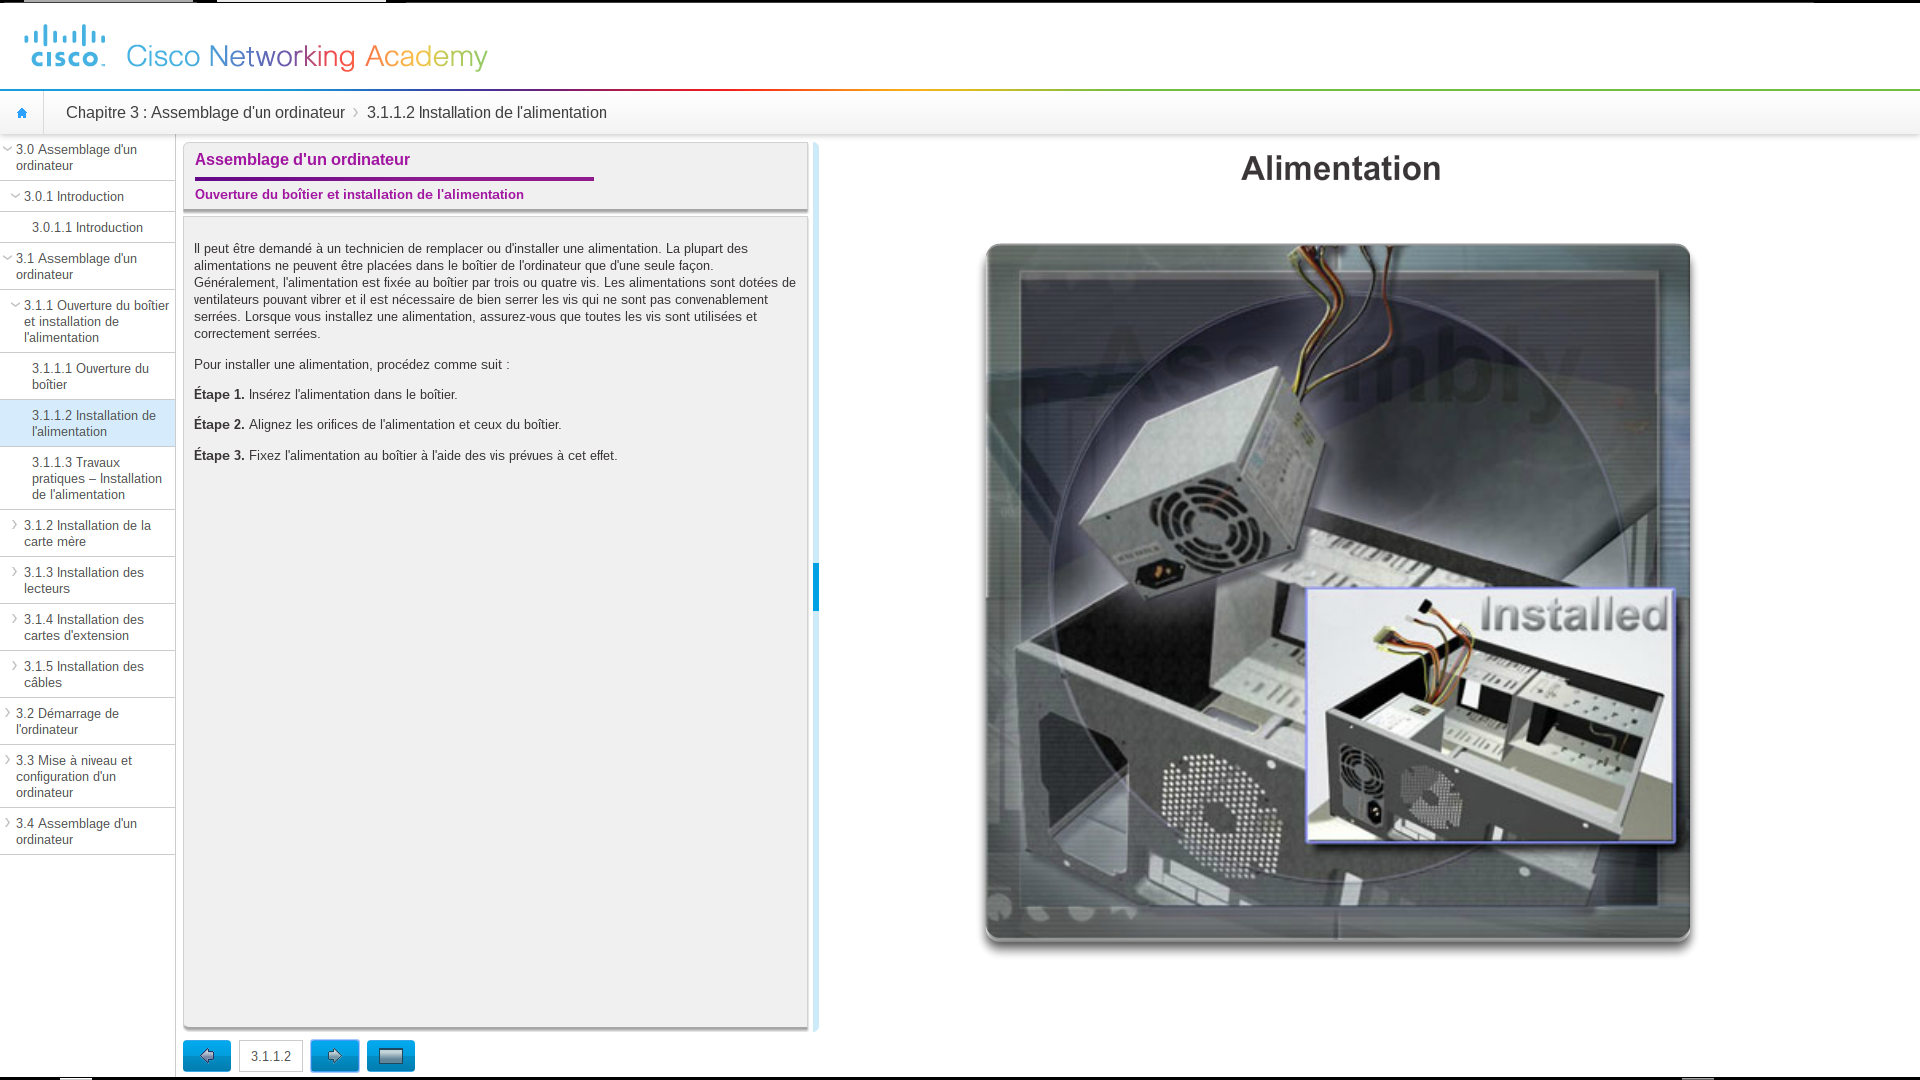 cisco
Cisco Networking Academy
Chapitre 3 : Assemblage d'un ordinateur
3.1.1.2 Installation de l'alimentation
3.0 Assemblage d'un
ordinateur
3.0.1 Introduction
3.0.1.1 Introduction
3.1 Assemblage d'un
ordinateur
3.1.1 Ouverture du boîtier
et installation de
l'alimentation
3.1.1.1 Ouverture du
boîtier
3.1.1.2 Installation de
l'alimentation
3.1.1.3 Travaux
pratiques – Installation
de l'alimentation
3.1.2 Installation de la
carte mère
3.1.3 Installation des
lecteurs
3.1.4 Installation des
cartes d'extension
3.1.5 Installation des
câbles
3.2 Démarrage de
l'ordinateur
3.3 Mise à niveau et
configuration d'un
ordinateur
3.4 Assemblage d'un
ordinateur
Assemblage d'un ordinateur
Ouverture du boîtier et installation de l'alimentation
Il peut être demandé à un technicien de remplacer ou d'installer une alimentation. La plupart des
alimentations ne peuvent être placées dans le boîtier de l'ordinateur que d'une seule façon.
Généralement, l'alimentation est fixée au boîtier par trois ou quatre vis. Les alimentations sont dotées de
ventilateurs pouvant vibrer et il est nécessaire de bien serrer les vis qui ne sont pas convenablement
serrées. Lorsque vous installez une alimentation, assurez-vous que toutes les vis sont utilisées et
correctement serrées.
Pour installer une alimentation, procédez comme suit :
Étape 1. Insérez l'alimentation dans le boîtier.
Étape 2. Alignez les orifices de l'alimentation et ceux du boîtier.
Étape 3. Fixez l'alimentation au boîtier à l'aide des vis prévues à cet effet.
3.1.1.2
Alimentation
Assembly
Installed